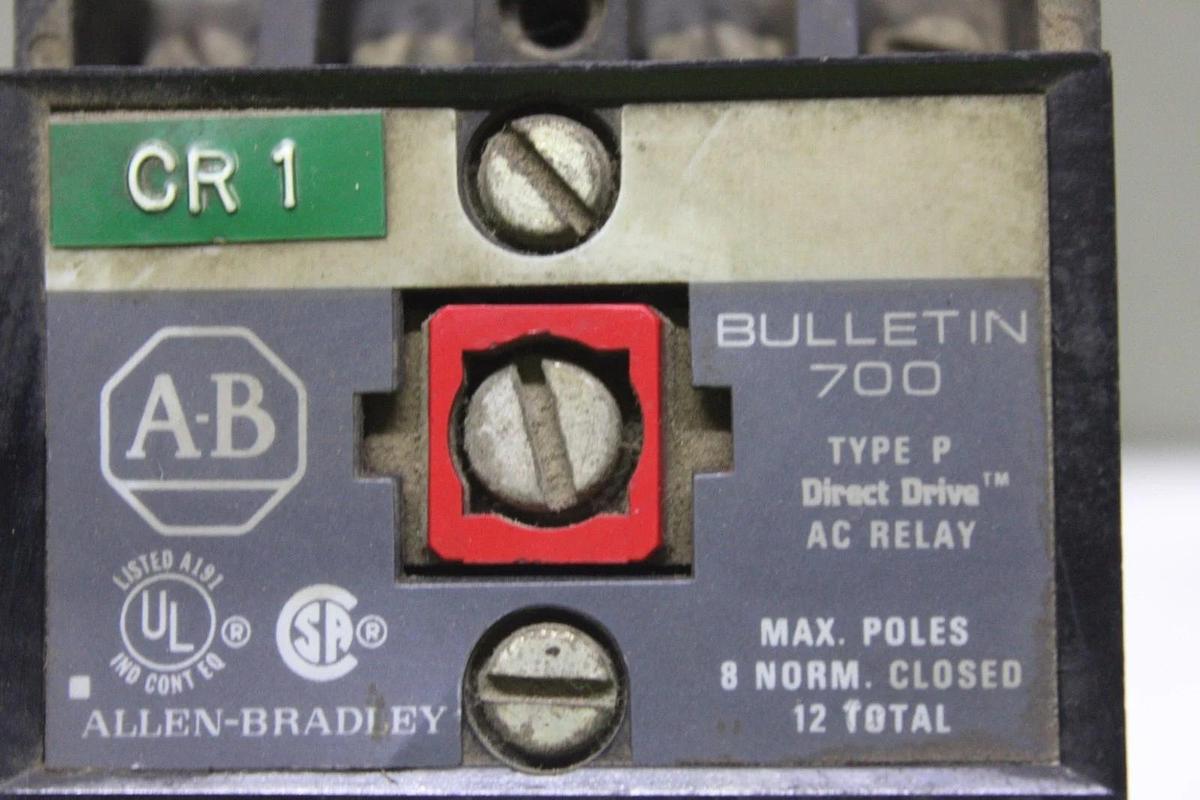 CR 1
A-B
BULLETIN
700
TYPE P
Direct Drive™
AC RELAY
LISTED A191
UL ®
IND CONT EQ
CSA ®
ALLEN-BRADLEY
MAX. POLES
8 NORM. CLOSED
12 TOTAL